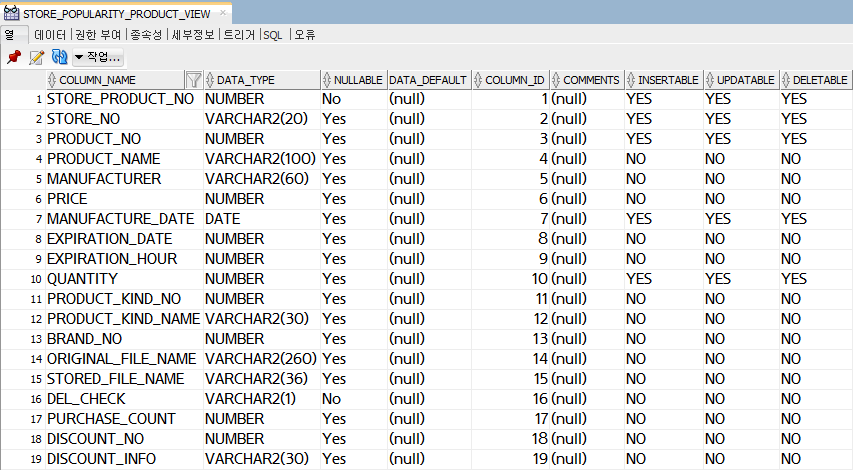 STORE_POPULARITY_PRODUCT_VIEW
열 데이터 권한 부여 종속성 세부정보 트리거 SQL 오류
작업...
COLUMN_NAME DATA_TYPE NULLABLE DATA_DEFAULT COLUMN_ID COMMENTS INSERTABLE UPDATABLE DELETABLE
1 STORE_PRODUCT_NO NUMBER No (null) 1 (null) YES YES YES
2 STORE_NO VARCHAR2(20) Yes (null) 2 (null) YES YES YES
3 PRODUCT_NO NUMBER Yes (null) 3 (null) YES YES YES
4 PRODUCT_NAME VARCHAR2(100) Yes (null) 4 (null) NO NO NO
5 MANUFACTURER VARCHAR2(60) Yes (null) 5 (null) NO NO NO
6 PRICE NUMBER Yes (null) 6 (null) NO NO NO
7 MANUFACTURE_DATE DATE Yes (null) 7 (null) YES YES YES
8 EXPIRATION_DATE NUMBER Yes (null) 8 (null) NO NO NO
9 EXPIRATION_HOUR NUMBER Yes (null) 9 (null) NO NO NO
10 QUANTITY NUMBER Yes (null) 10 (null) YES YES YES
11 PRODUCT_KIND_NO NUMBER Yes (null) 11 (null) NO NO NO
12 PRODUCT_KIND_NAME VARCHAR2(30) Yes (null) 12 (null) NO NO NO
13 BRAND_NO NUMBER Yes (null) 13 (null) NO NO NO
14 ORIGINAL_FILE_NAME VARCHAR2(260) Yes (null) 14 (null) NO NO NO
15 STORED_FILE_NAME VARCHAR2(36) Yes (null) 15 (null) NO NO NO
16 DEL_CHECK VARCHAR2(1) No (null) 16 (null) NO NO NO
17 PURCHASE_COUNT NUMBER Yes (null) 17 (null) NO NO NO
18 DISCOUNT_NO NUMBER Yes (null) 18 (null) NO NO NO
19 DISCOUNT_INFO VARCHAR2(30) Yes (null) 19 (null) NO NO NO